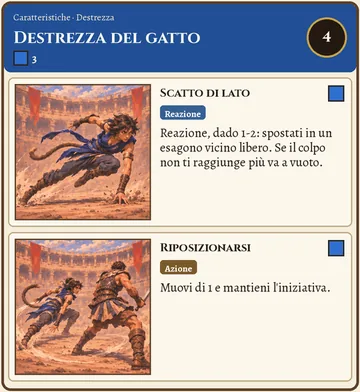 Caratteristiche · Destrezza
Destrezza del gatto
4
3
Scatto di lato
Reazione
Reazione, dado 1-2: spostati in un
esagono vicino libero. Se il colpo
non ti raggiunge più va a vuoto.
Riposizionarsi
Azione
Muovi di 1 e mantieni l'iniziativa.